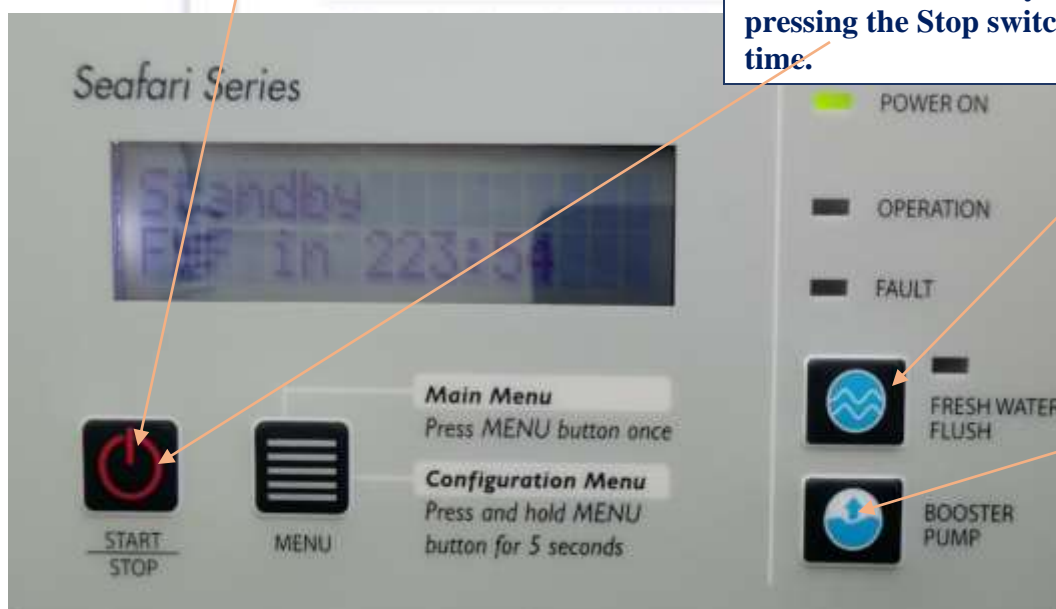 pressing the Stop switc
time.
Seafari Series
Standby
FWF in 223:54
POWER ON
OPERATION
FAULT
FRESH WATER
FLUSH
BOOSTER
PUMP
Main Menu
Press MENU button once
Configuration Menu
Press and hold MENU
button for 5 seconds
START
STOP
MENU